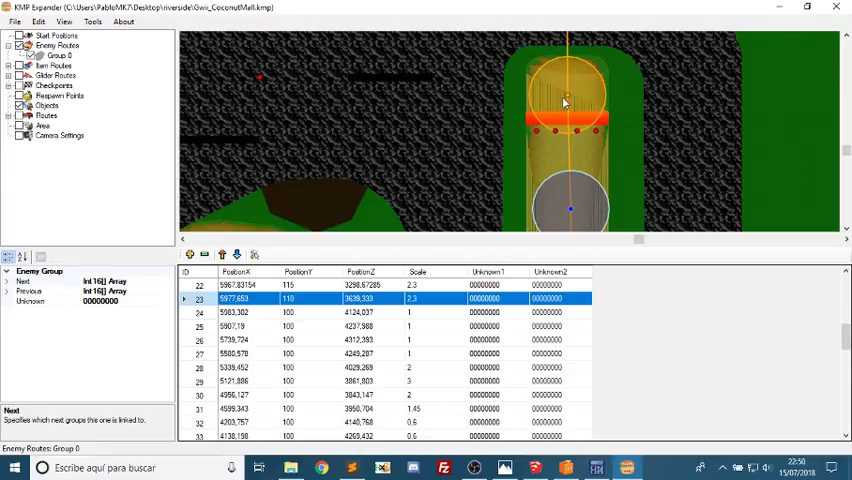 KMP Expander (C:\Users\PabloMK7\Desktop\riverside\Gwii_CoconutMall.kmp)
File Edit View Tools About
Start Positions
Enemy Routes
Group 0
Item Routes
Glider Routes
Checkpoints
Respawn Points
Objects
Routes
Area
Camera Settings
Enemy Group
Next Int16[] Array
Previous Int16[] Array
Unknown 00000000
Next
Specifies which next groups this one is linked to.
ID PositionX PositionY PositionZ Scale Unknown1 Unknown2
22 5967,83154 115 3298,67285 2,3 00000000 00000000
23 5977,653 110 3639,333 2,3 00000000 00000000
24 5983,302 100 4124,037 1 00000000 00000000
25 5907,19 100 4237,988 1 00000000 00000000
26 5739,724 100 4312,393 1 00000000 00000000
27 5580,578 100 4249,287 1 00000000 00000000
28 5339,452 100 4029,269 2 00000000 00000000
29 5121,886 100 3861,803 3 00000000 00000000
30 4956,127 100 3843,147 2 00000000 00000000
31 4599,343 100 3950,704 1.45 00000000 00000000
32 4203,757 100 4140,768 0.6 00000000 00000000
33 4138,198 100 4269,432 0.6 00000000 00000000
Enemy Routes: Group 0
Escribe aquí para buscar
22:50
15/07/2018